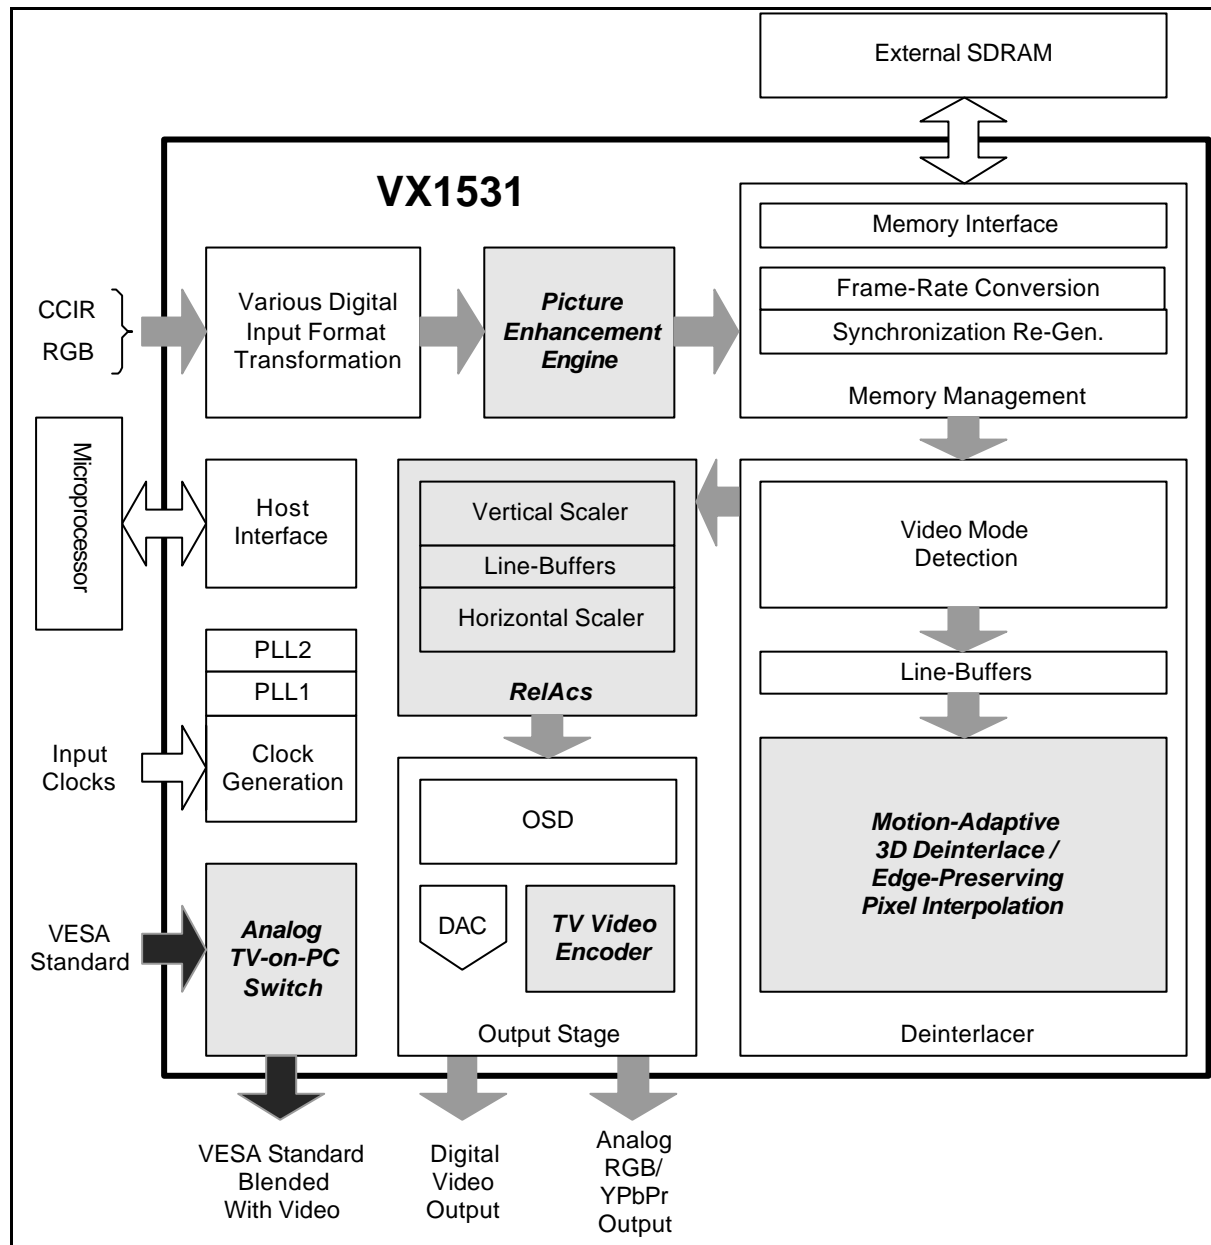 External SDRAM
VX1531
Memory Interface
Frame-Rate Conversion
Synchronization Re-Gen.
Memory Management
CCIR
RGB
Various Digital
Input Format
Transformation
Picture
Enhancement
Engine
Microprocessor
Host
Interface
Vertical Scaler
Line-Buffers
Horizontal Scaler
RelAcs
Video Mode
Detection
Line-Buffers
Motion-Adaptive
3D Deinterlace /
Edge-Preserving
Pixel Interpolation
Deinterlacer
PLL2
PLL1
Clock
Generation
Input
Clocks
OSD
DAC
TV Video
Encoder
Output Stage
VESA
Standard
Analog
TV-on-PC
Switch
VESA Standard
Blended
With Video
Digital
Video
Output
Analog
RGB/
YPbPr
Output